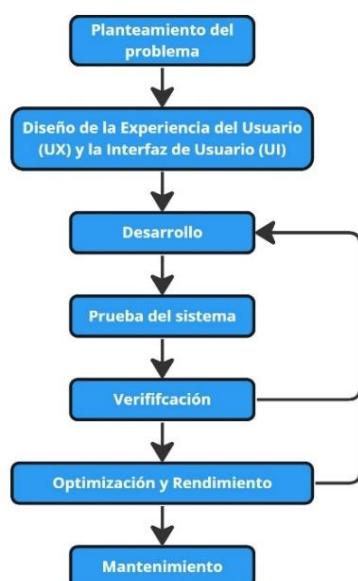 Planteamiento del
problema
Diseño de la Experiencia del Usuario
(UX) y la Interfaz de Usuario (UI)
Desarrollo
Prueba del sistema
Verififcación
Optimización y Rendimiento
Mantenimiento